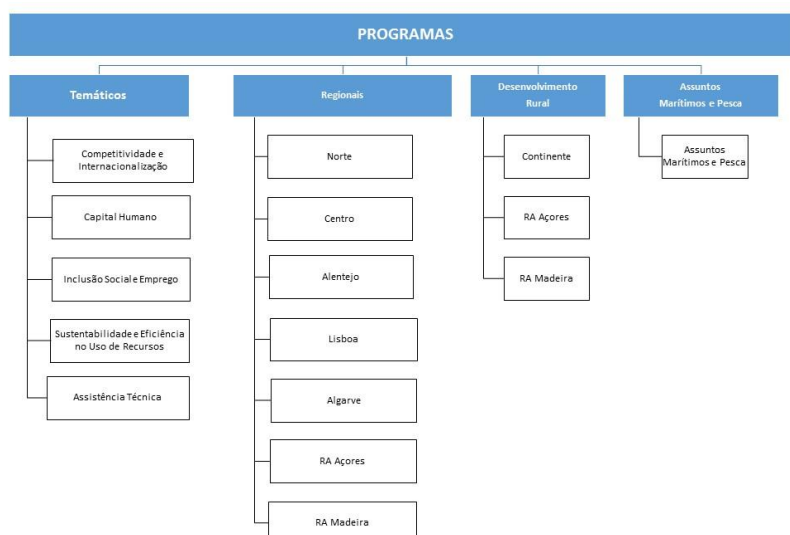 PROGRAMAS
Temáticos
Competitividade e
Internacionalização
Capital Humano
Inclusão Social e Emprego
Sustentabilidade e Eficiência
no Uso de Recursos
Assistência Técnica
Regionais
Norte
Centro
Alentejo
Lisboa
Algarve
RA Açores
RA Madeira
Desenvolvimento
Rural
Continente
RA Açores
RA Madeira
Assuntos
Marítimos e Pesca
Assuntos
Marítimos e Pesca